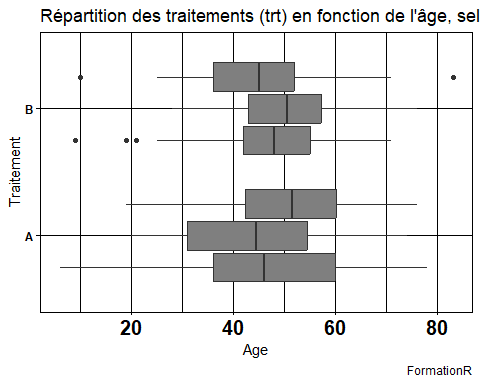 Répartition des traitements (trt) en fonction de l'âge, sel
B
Traitement
A
20 40 60 80
Age
FormationR